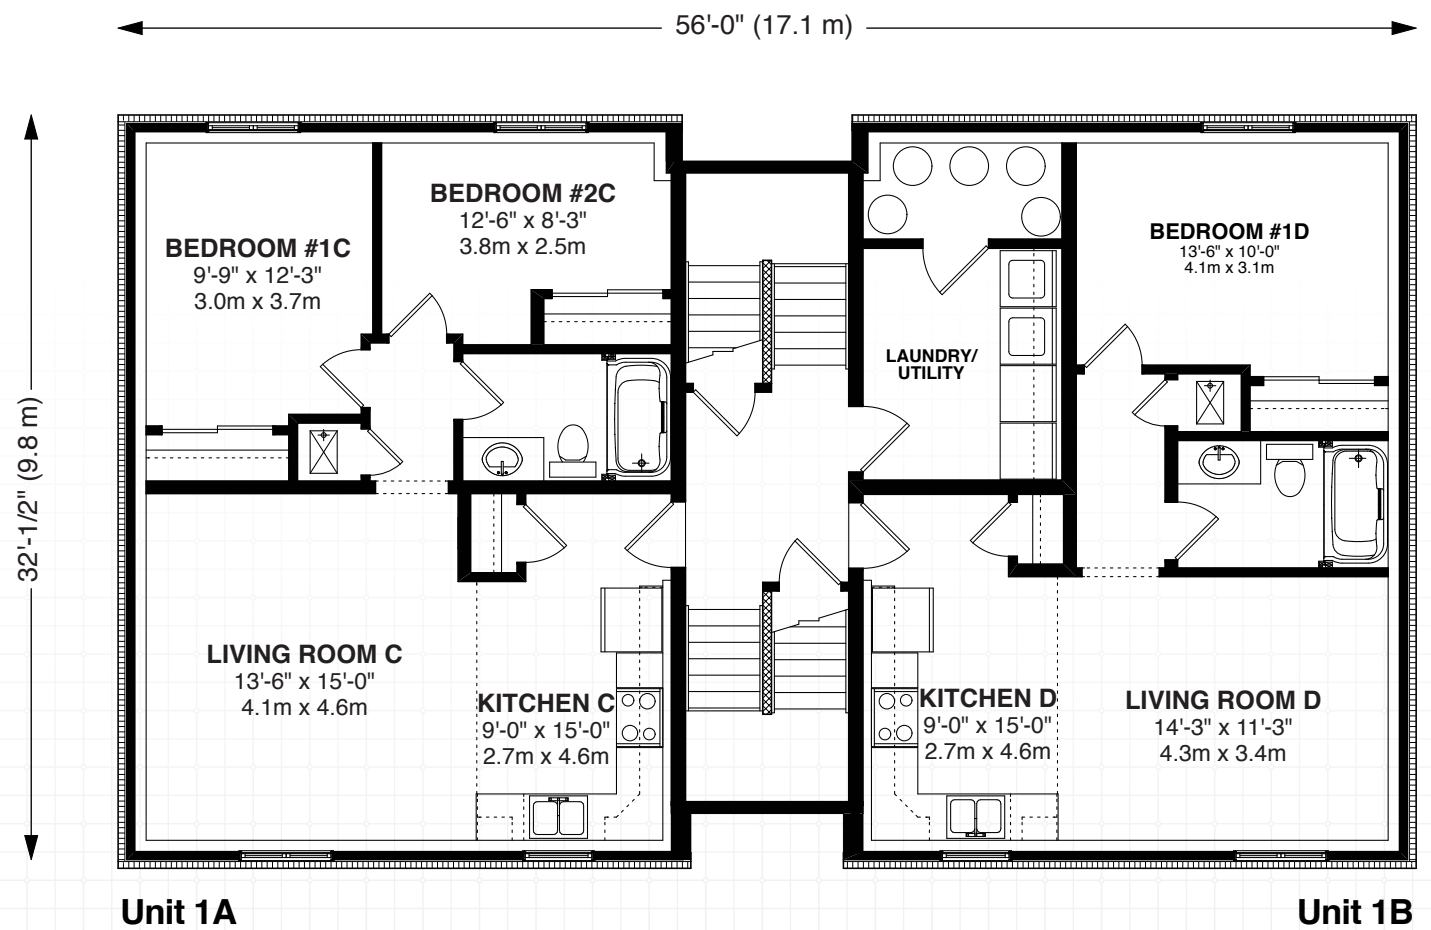 56'-0" (17.1 m)
32'-1/2" (9.8 m)
BEDROOM #1C
9'-9" x 12'-3"
3.0m x 3.7m
BEDROOM #2C
12'-6" x 8'-3"
3.8m x 2.5m
LAUNDRY/
UTILITY
BEDROOM #1D
13'-6" x 10'-0"
4.1m x 3.1m
LIVING ROOM C
13'-6" x 15'-0"
4.1m x 4.6m
KITCHEN C
9'-0" x 15'-0"
2.7m x 4.6m
KITCHEN D
9'-0" x 15'-0"
2.7m x 4.6m
LIVING ROOM D
14'-3" x 11'-3"
4.3m x 3.4m
Unit 1A
Unit 1B